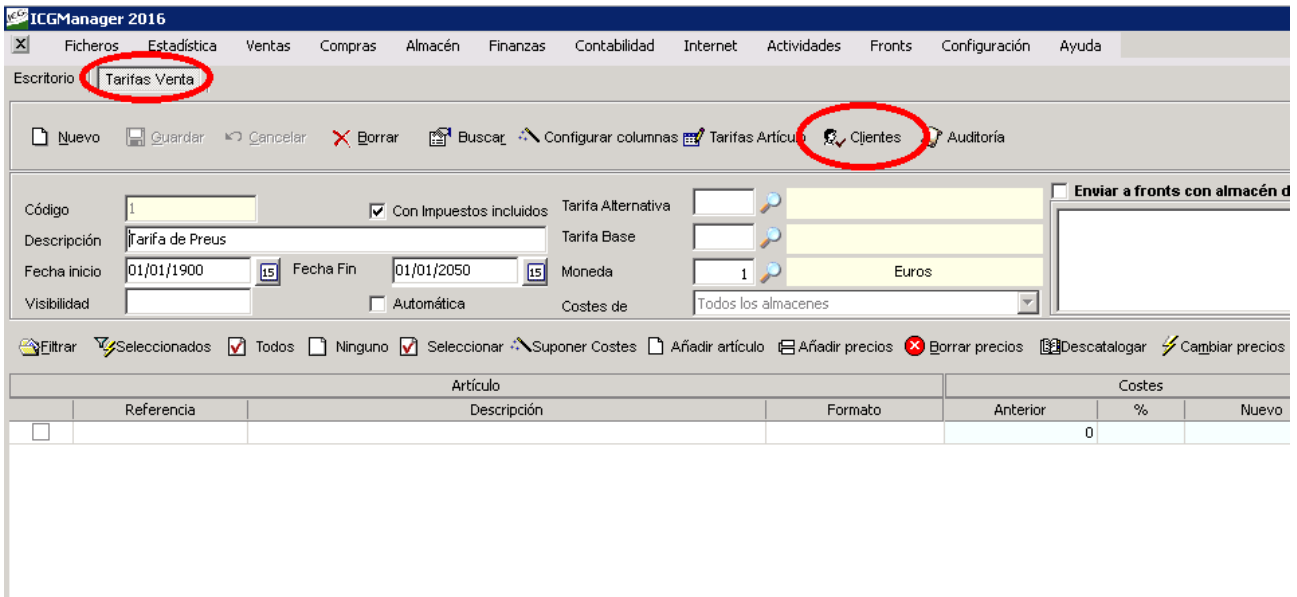 ICGManager 2016
X Ficheros Estadística Ventas Compras Almacén Finanzas Contabilidad Internet Actividades Fronts Configuración Ayuda
Escritorio Tarifas Venta
Nuevo Guardar Cancelar Borrar Buscar Configurar columnas Tarifas Artículo Clientes Auditoría
Código 1 Con Impuestos incluidos Tarifa Alternativa Enviar a fronts con almacén d
Descripción Tarifa de Preus Tarifa Base
Fecha inicio 01/01/1900 15 Fecha Fin 01/01/2050 15 Moneda 1 Euros
Visibilidad Automática Costes de Todos los almacenes
Filtrar Seleccionados Todos Ninguno Seleccionar Suponer Costes Añadir artículo Añadir precios Borrar precios Descatalogar Cambiar precios
Artículo Costes
Referencia Descripción Formato Anterior % Nuevo
0